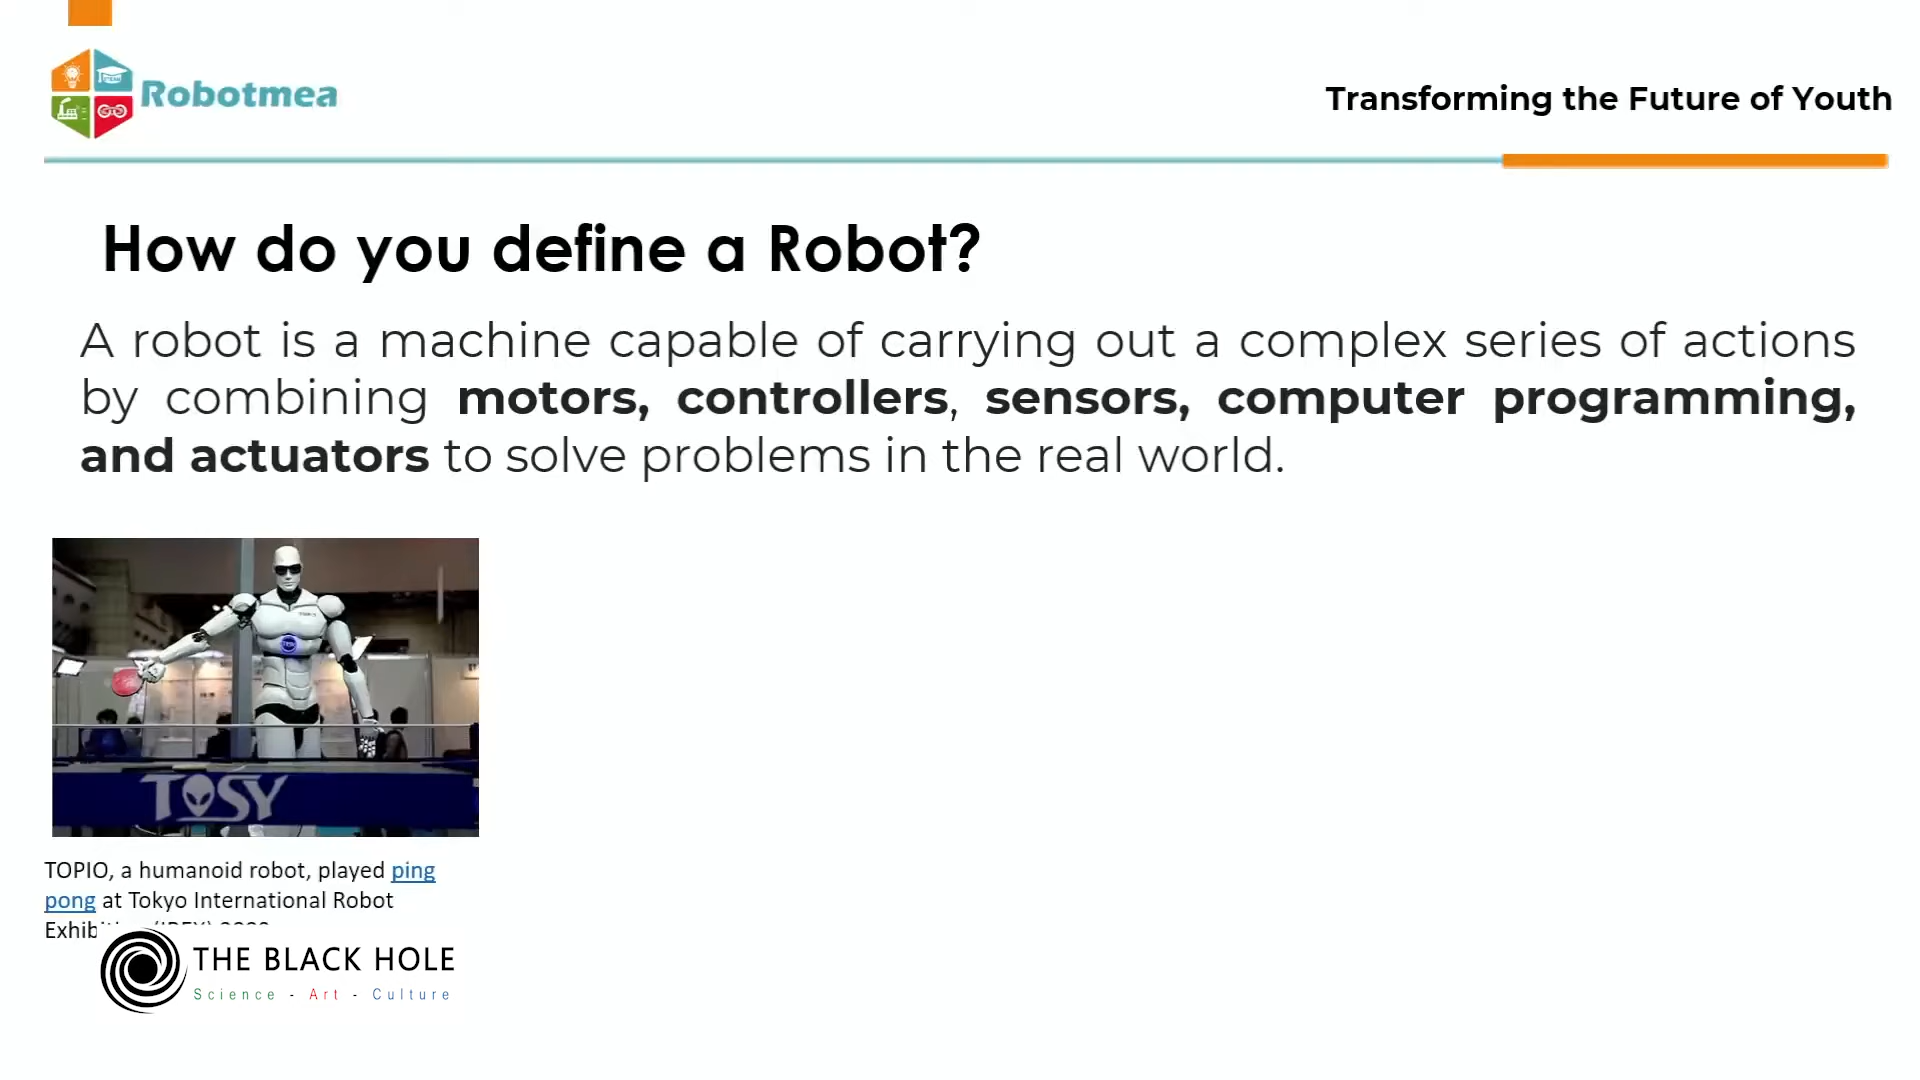 Robotmea
Transforming the Future of Youth
How do you define a Robot?
A robot is a machine capable of carrying out a complex series of actions
by combining motors, controllers, sensors, computer programming,
and actuators to solve problems in the real world.
TOSY
TOPIO, a humanoid robot, played ping
pong at Tokyo International Robot
THE BLACK HOLE
Science - Art - Culture